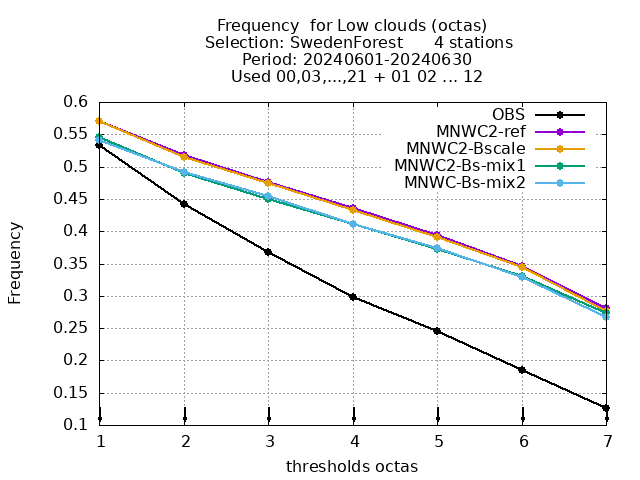 Frequency  for Low clouds (octas)
Selection: SwedenForest      4 stations
Period: 20240601-20240630
Used 00,03,...,21 + 01 02 ... 12
OBS
MNWC2-ref
MNWC2-Bscale
MNWC2-Bs-mix1
MNWC-Bs-mix2
Frequency
0.6
0.55
0.5
0.45
0.4
0.35
0.3
0.25
0.2
0.15
0.1
1 2 3 4 5 6 7
thresholds octas